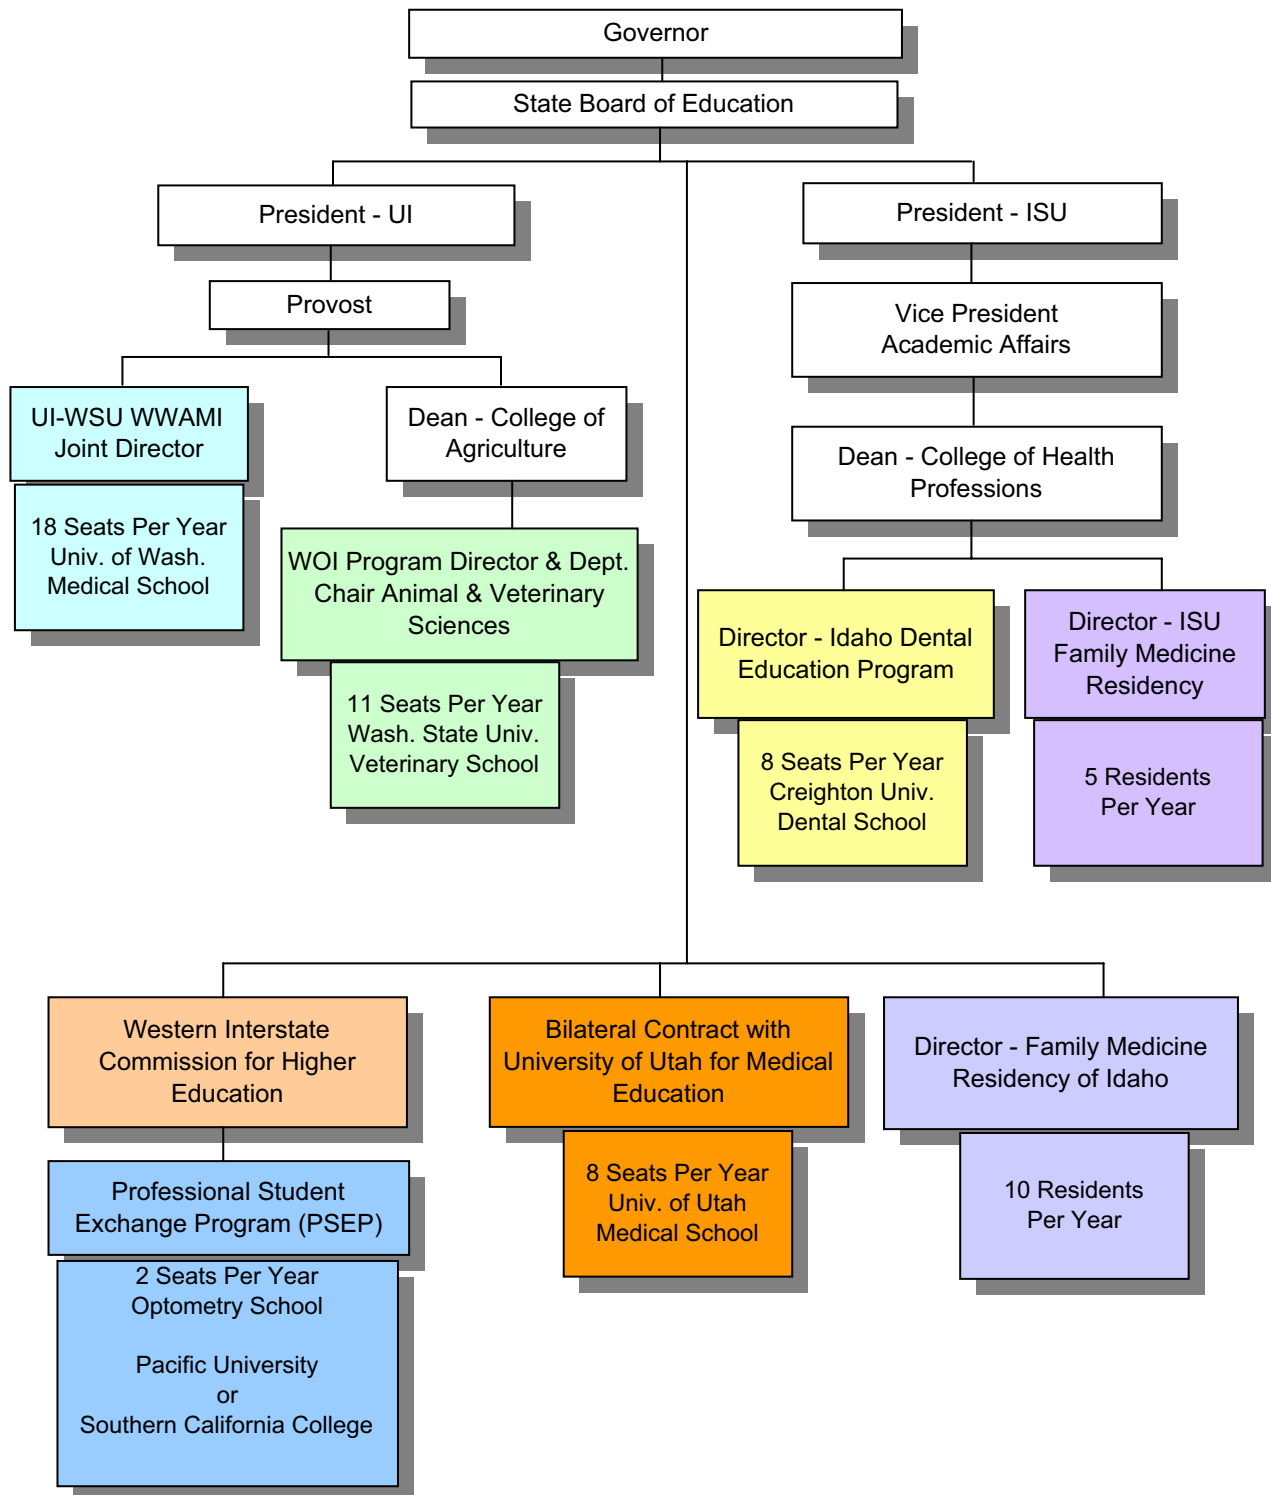 Governor
State Board of Education
President - UI
President - ISU
Provost
Vice President
Academic Affairs
UI-WSU WWAMI
Joint Director
Dean - College of
Agriculture
Dean - College of Health
Professions
18 Seats Per Year
Univ. of Wash.
Medical School
WOI Program Director & Dept.
Chair Animal & Veterinary
Sciences
11 Seats Per Year
Wash. State Univ.
Veterinary School
Director - Idaho Dental
Education Program
Director - ISU
Family Medicine
Residency
8 Seats Per Year
Creighton Univ.
Dental School
5 Residents
Per Year
Western Interstate
Commission for Higher
Education
Bilateral Contract with
University of Utah for Medical
Education
Director - Family Medicine
Residency of Idaho
Professional Student
Exchange Program (PSEP)
8 Seats Per Year
Univ. of Utah
Medical School
10 Residents
Per Year
2 Seats Per Year
Optometry School
Pacific University
or
Southern California College